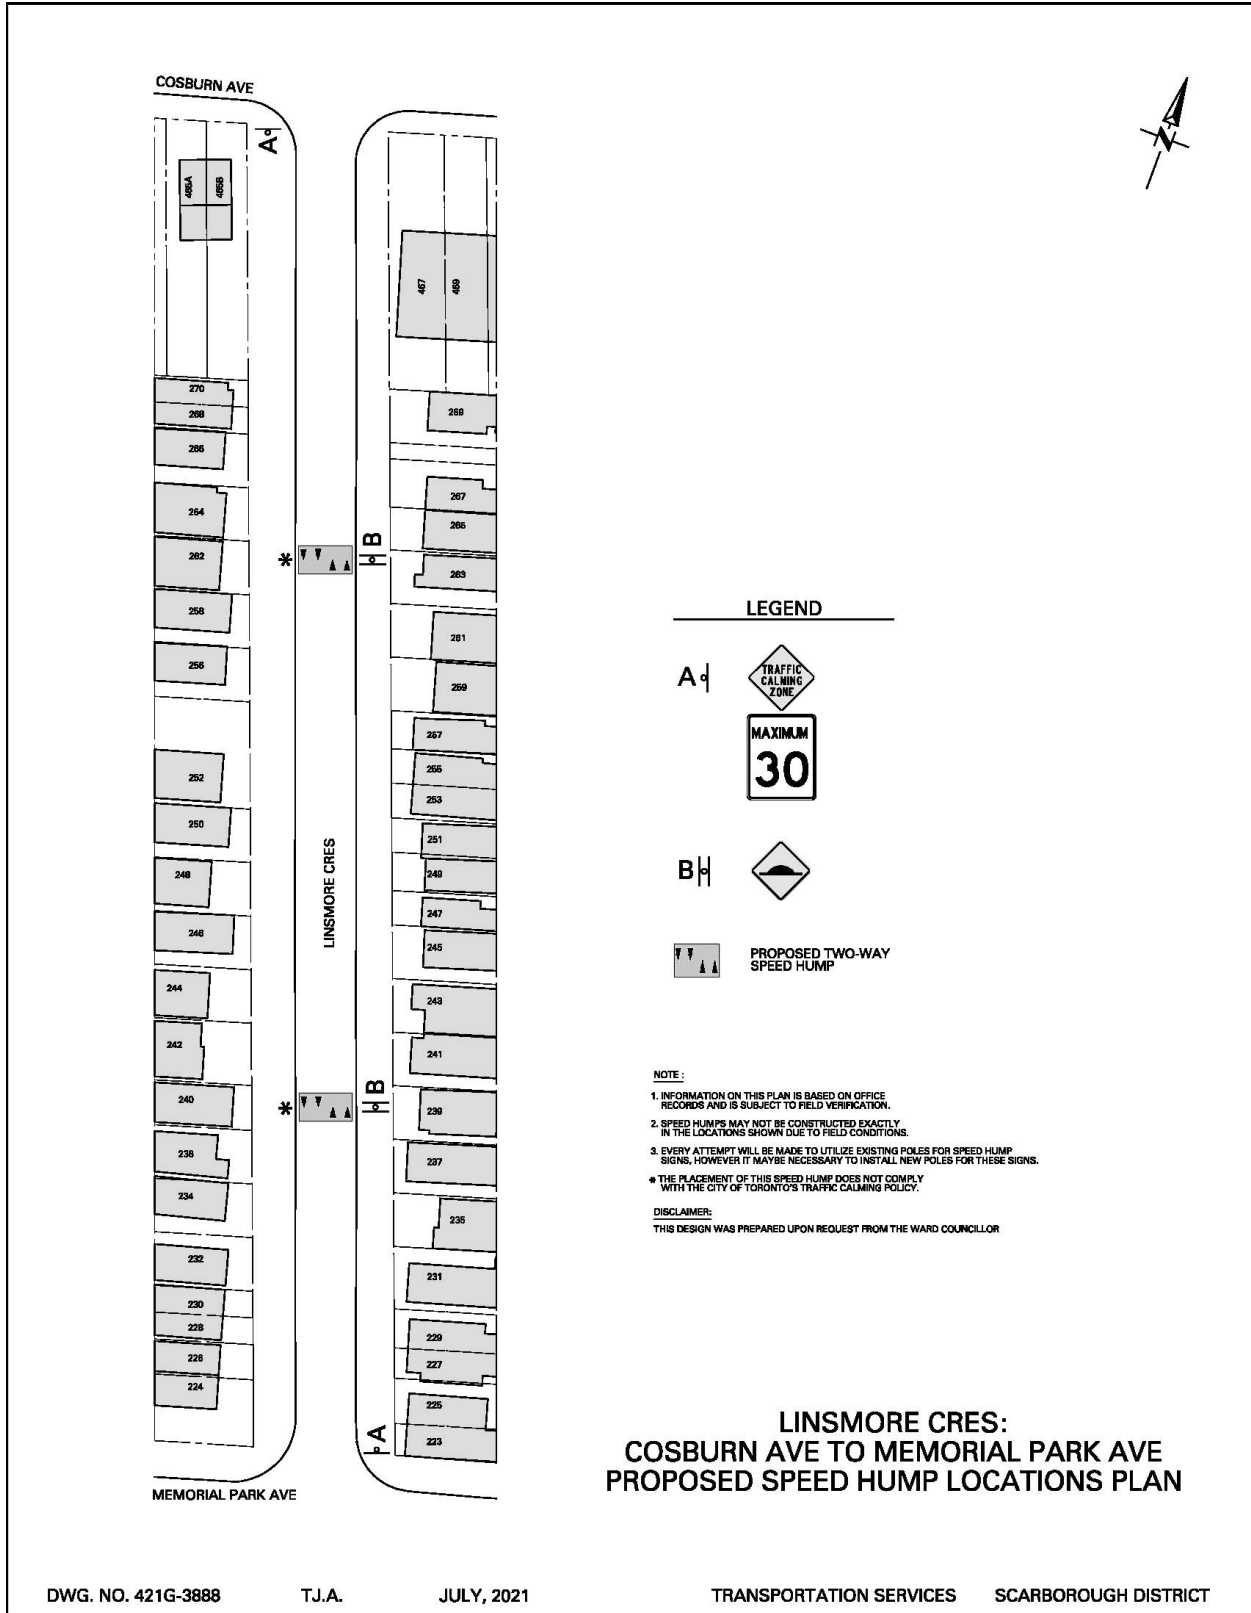 COSBURN AVE
A
466A
465B
467
469
270
268
266
264
262
258
256
252
250
248
246
244
242
240
236
234
232
230
228
226
224
269
267
265
263
261
259
257
255
253
251
249
247
245
243
241
239
237
235
231
229
227
225
223
*
B
*
B
LINSMORE CRES
A
MEMORIAL PARK AVE
N
LEGEND
A
TRAFFIC
CALMING
ZONE
MAXIMUM
30
B
PROPOSED TWO-WAY
SPEED HUMP
NOTE :
1. INFORMATION ON THIS PLAN IS BASED ON OFFICE
RECORDS AND IS SUBJECT TO FIELD VERIFICATION.
2. SPEED HUMPS MAY NOT BE CONSTRUCTED EXACTLY
IN THE LOCATIONS SHOWN DUE TO FIELD CONDITIONS.
3. EVERY ATTEMPT WILL BE MADE TO UTILIZE EXISTING POLES FOR SPEED HUMP
SIGNS, HOWEVER IT MAYBE NECESSARY TO INSTALL NEW POLES FOR THESE SIGNS.
* THE PLACEMENT OF THIS SPEED HUMP DOES NOT COMPLY
WITH THE CITY OF TORONTO'S TRAFFIC CALMING POLICY.
DISCLAIMER:
THIS DESIGN WAS PREPARED UPON REQUEST FROM THE WARD COUNCILLOR
LINSMORE CRES:
COSBURN AVE TO MEMORIAL PARK AVE
PROPOSED SPEED HUMP LOCATIONS PLAN
DWG. NO. 421G-3888 T.J.A. JULY, 2021 TRANSPORTATION SERVICES SCARBOROUGH DISTRICT